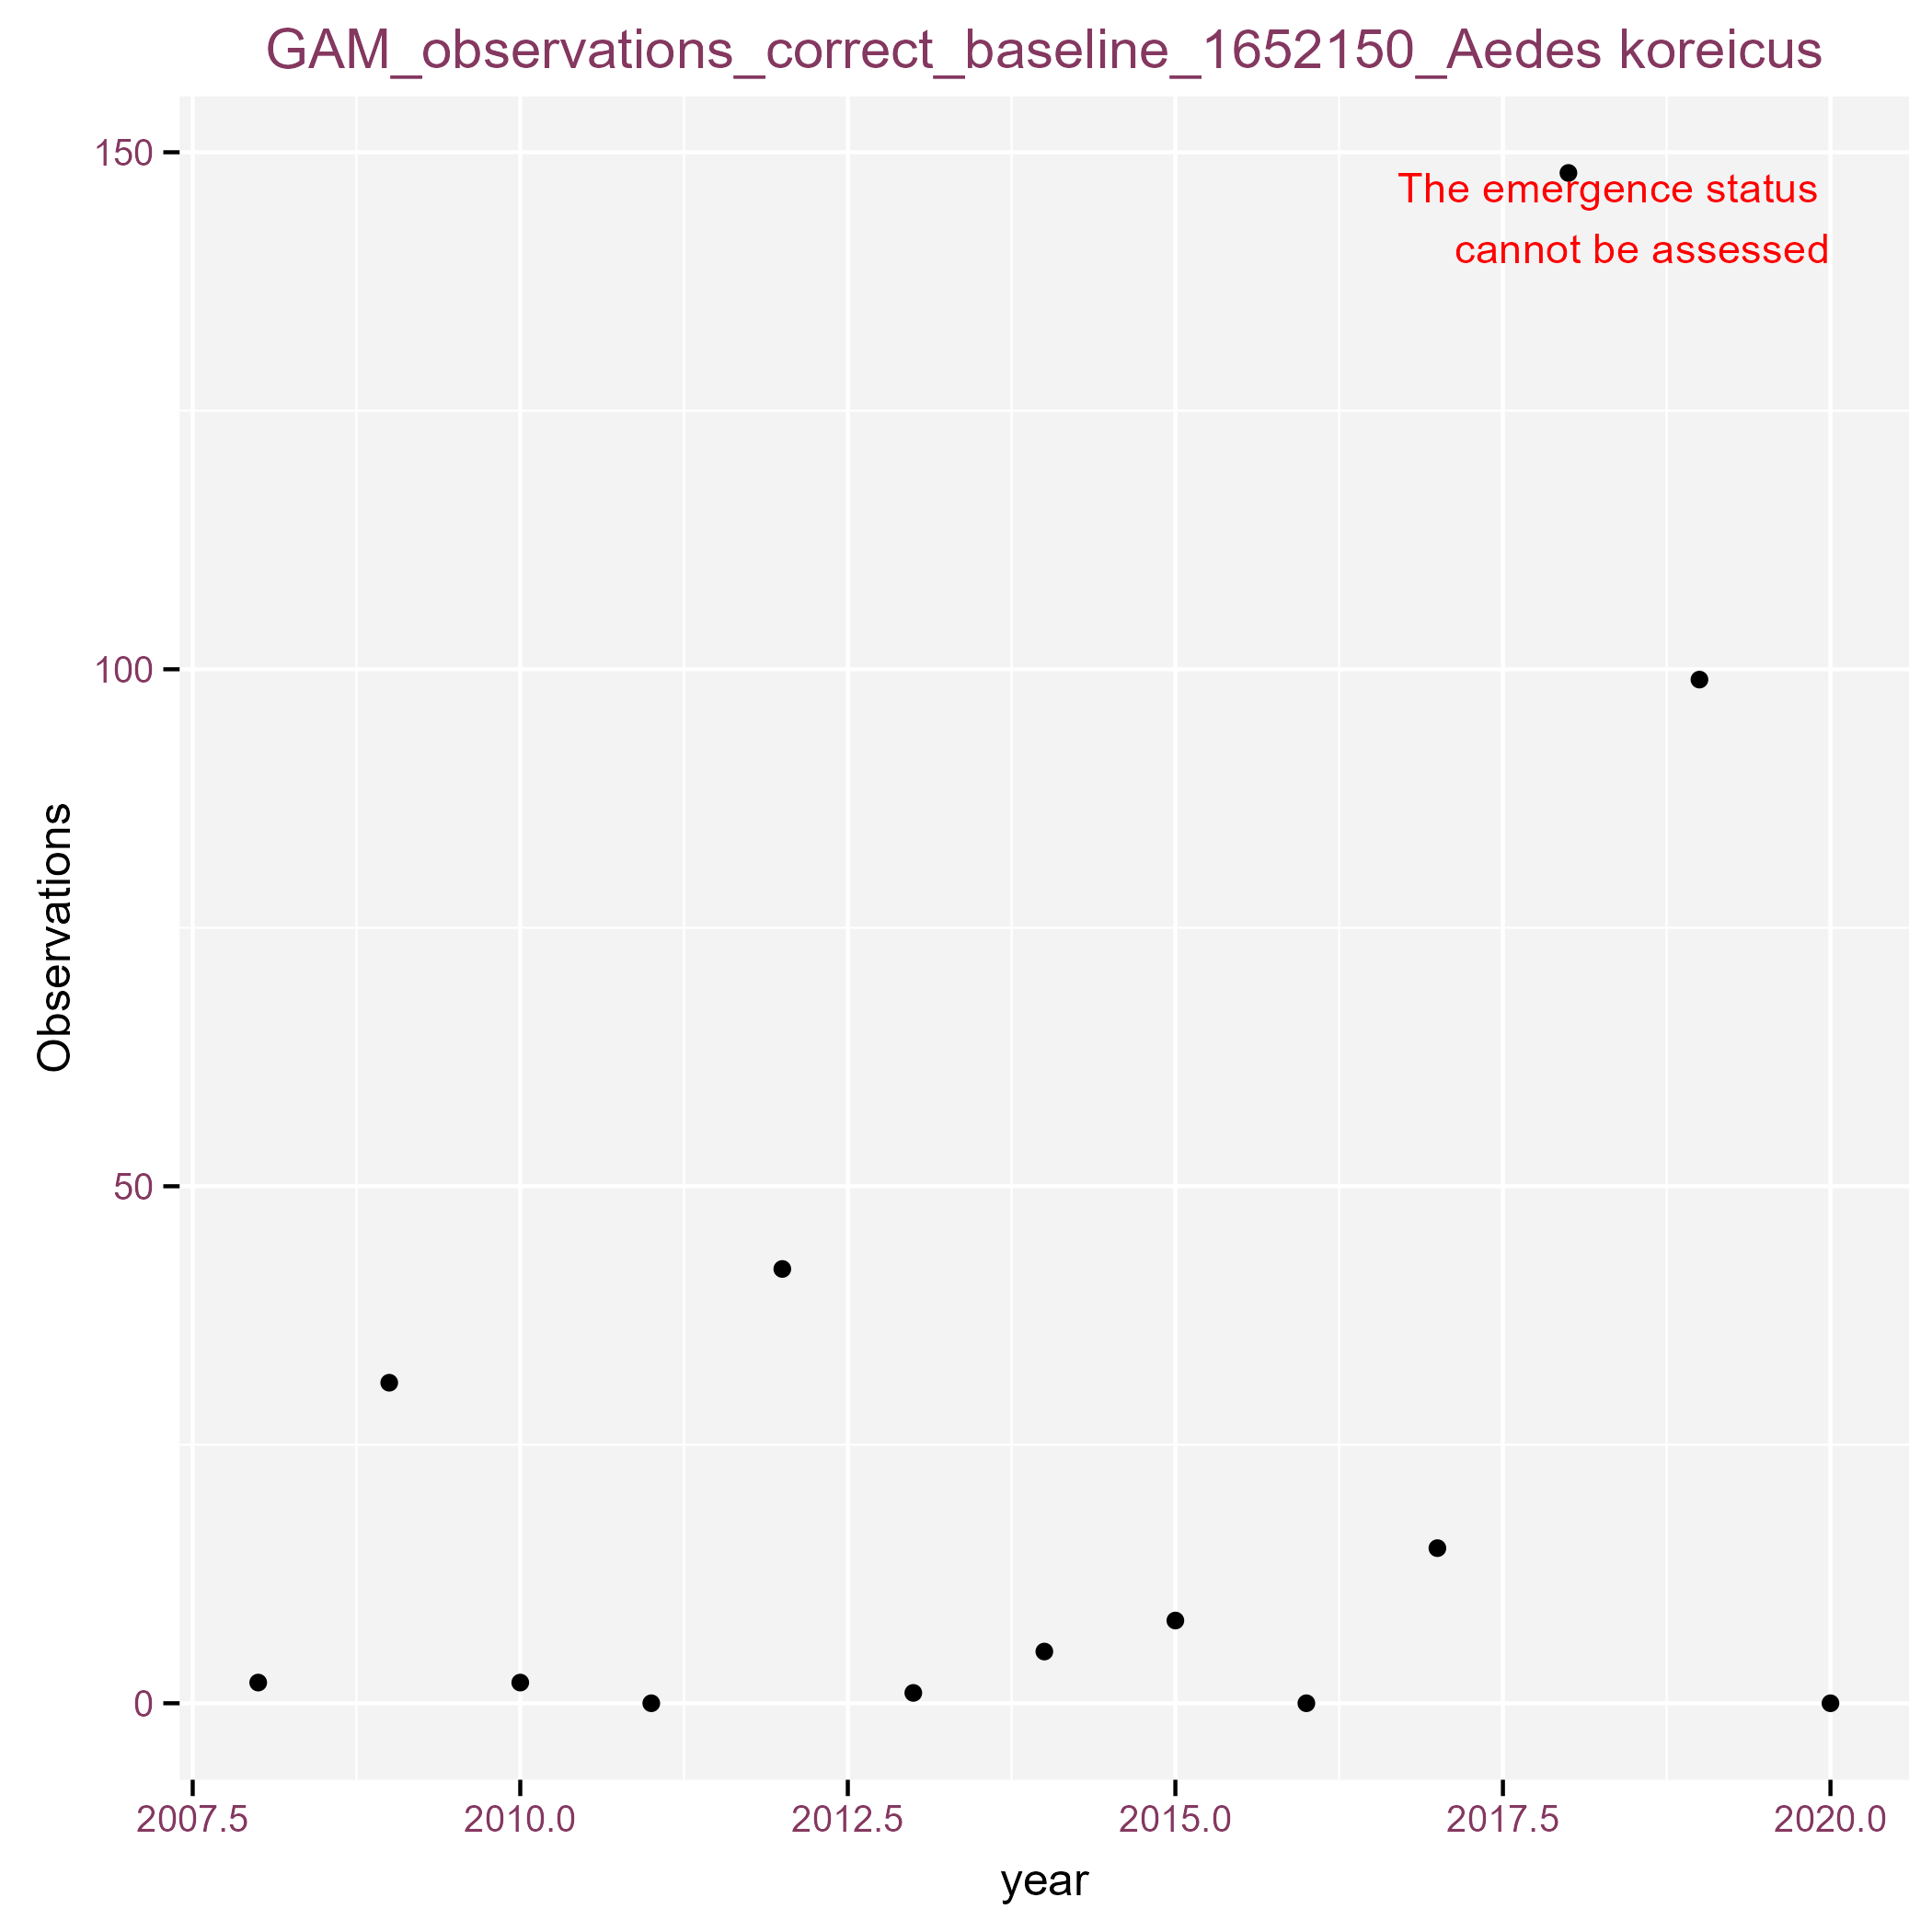 GAM_observations_correct_baseline_1652150_Aedes koreicus
150
The emergence status
cannot be assessed
100
Observations
50
0
2007.5 2010.0 2012.5 2015.0 2017.5 2020.0
year